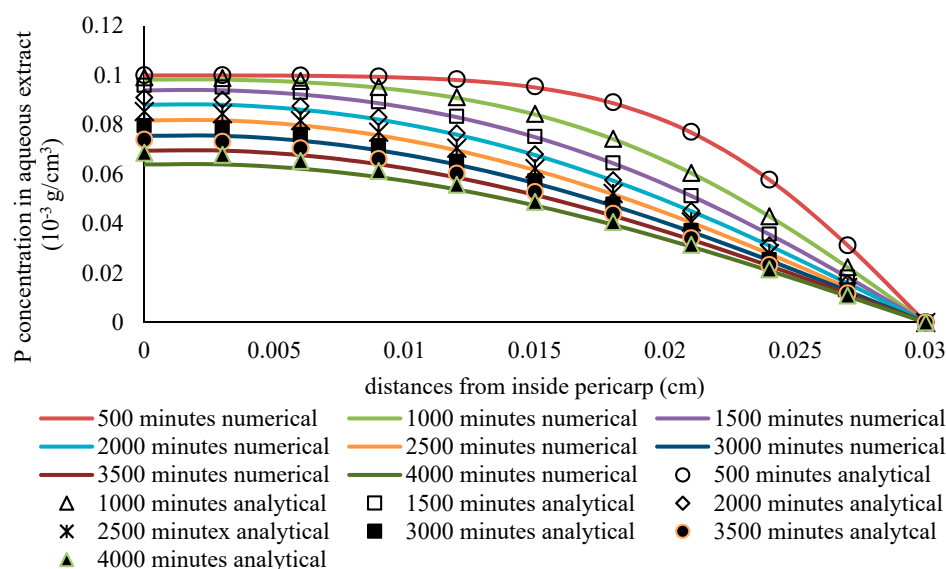 P concentration in aqueous extract
(10⁻³ g/cm³)
0.12
0.1
0.08
0.06
0.04
0.02
0
0 0.005 0.01 0.015 0.02 0.025 0.03
distances from inside pericarp (cm)
500 minutes numerical 1000 minutes numerical 1500 minutes numerical
2000 minutes numerical 2500 minutes numerical 3000 minutes numerical
3500 minutes numerical 4000 minutes numerical 500 minutes analytical
1000 minutes analytical 1500 minutes analytical 2000 minutes analytical
2500 minutex analytical 3000 minutes analytical 3500 minutes analytcal
4000 minutes analytical